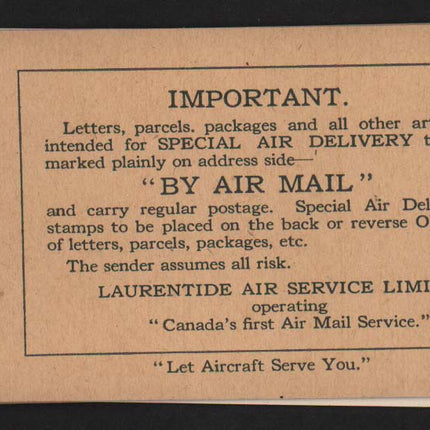 IMPORTANT.
Letters, parcels. packages and all other
intended for SPECIAL AIR DELIVERY
marked plainly on address side—
"BY AIR MAIL"
and carry regular postage. Special Air
stamps to be placed on the back or reverse
of letters, parcels, packages, etc.
The sender assumes all risk.
LAURENTIDE AIR SERVICE
operating
"Canada's first Air Mail Service."
"Let Aircraft Serve You."